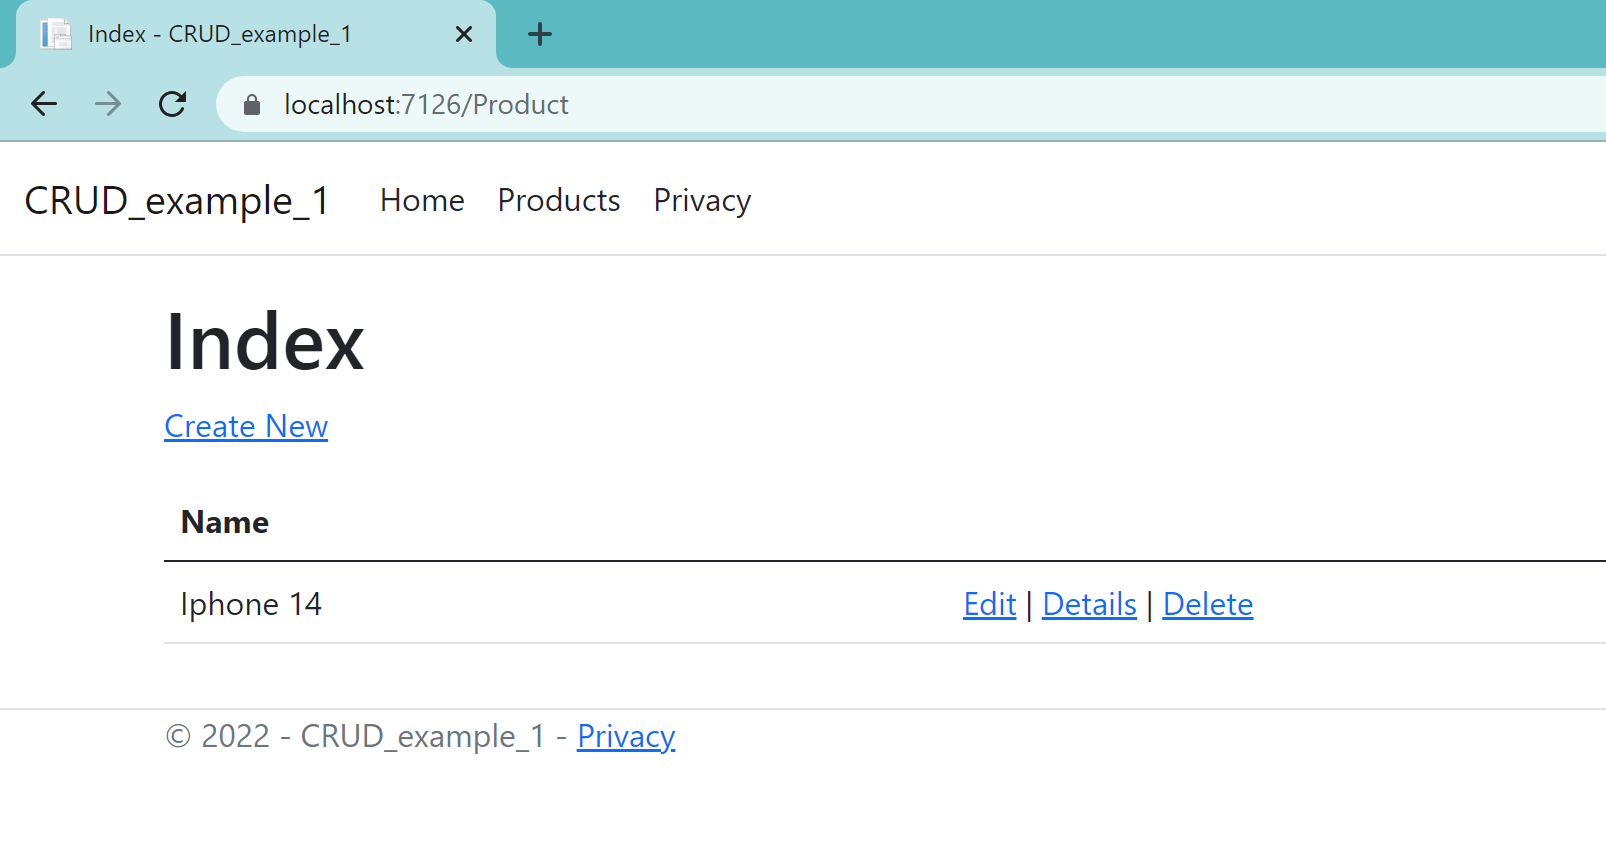 Index - CRUD_example_1
localhost:7126/Product
CRUD_example_1 Home Products Privacy
Index
Create New
Name
Iphone 14 Edit | Details | Delete
© 2022 - CRUD_example_1 - Privacy